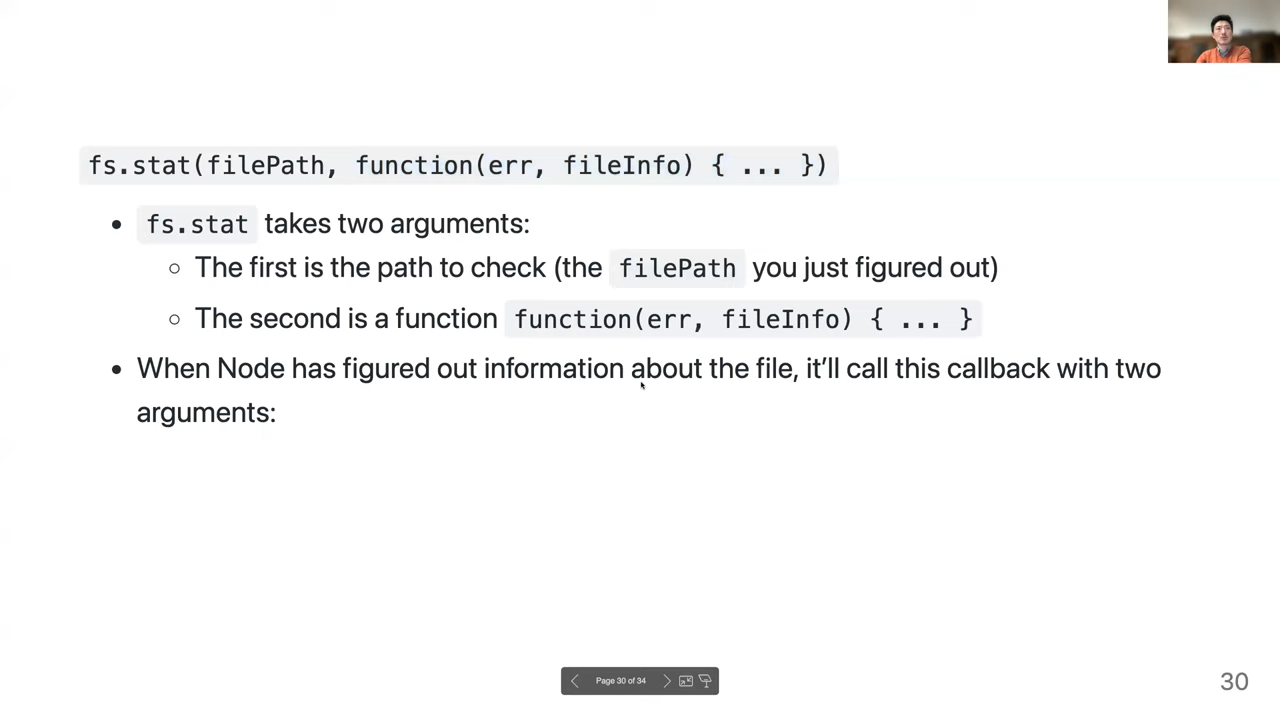 fs.stat(filePath, function(err, fileInfo) { ... })
• fs.stat takes two arguments:
○ The first is the path to check (the filePath you just figured out)
○ The second is a function function(err, fileInfo) { ... }
• When Node has figured out information about the file, it’ll call this callback with two
arguments:
Page 30 of 34
30